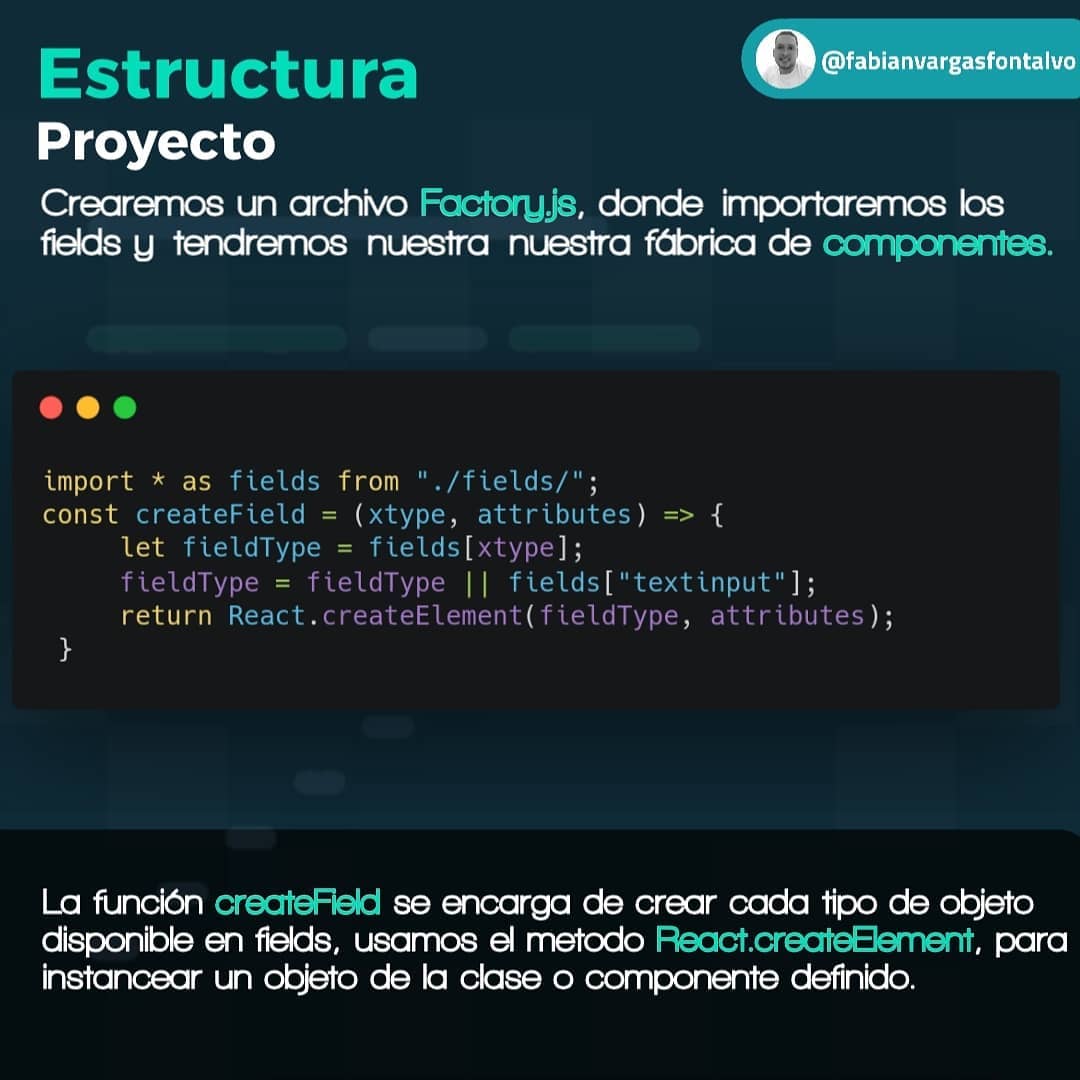 Estructura
@fabianvargasfontalvo
Proyecto
Crearemos un archivo Factory.js, donde importaremos los
fields y tendremos nuestra nuestra fábrica de componentes.
import * as fields from "./fields/";
const createField = (xtype, attributes) => {
     let fieldType = fields[xtype];
     fieldType = fieldType || fields["textinput"];
     return React.createElement(fieldType, attributes);
 }
La función createField se encarga de crear cada tipo de objeto
disponible en fields, usamos el metodo React.createElement, para
instancear un objeto de la clase o componente definido.